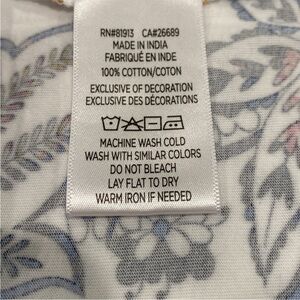 RN#81913 CA#26689
MADE IN INDIA
FABRIQUÉ EN INDE
100% COTTON/COTON
EXCLUSIVE OF DECORATION
EXCLUSIVE DES DÉCORATIONS
MACHINE WASH COLD
WASH WITH SIMILAR COLORS
DO NOT BLEACH
LAY FLAT TO DRY
WARM IRON IF NEEDED